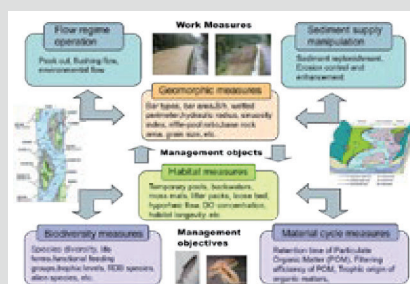 Flow regime
operation
Peak cut, flushing flow,
environmental flow
Work Measures
Sediment supply
manipulation
Sediment replenishment,
Erosion control and
enhancement
Geomorphic measures
Bar types, bar area, wetted
perimeter, hydraulic radius, sinuosity
index, riffle-pool ratio, base rock
area, grain size, etc.
Management objects
Habitat measures
Temporary pools, backwaters,
moss mats, litter packs, loose bed,
hyporheic flow, DO concentration,
habitat longevity, etc.
Biodiversity measures
Species diversity, life
forms, functional feeding
groups, trophic levels, RDB species,
alien species, etc.
Management
objectives
Material cycle measures
Retention time of Particulate
Organic Matter (POM), Filtering
efficiency of POM, Trophic origin of
organic matters,